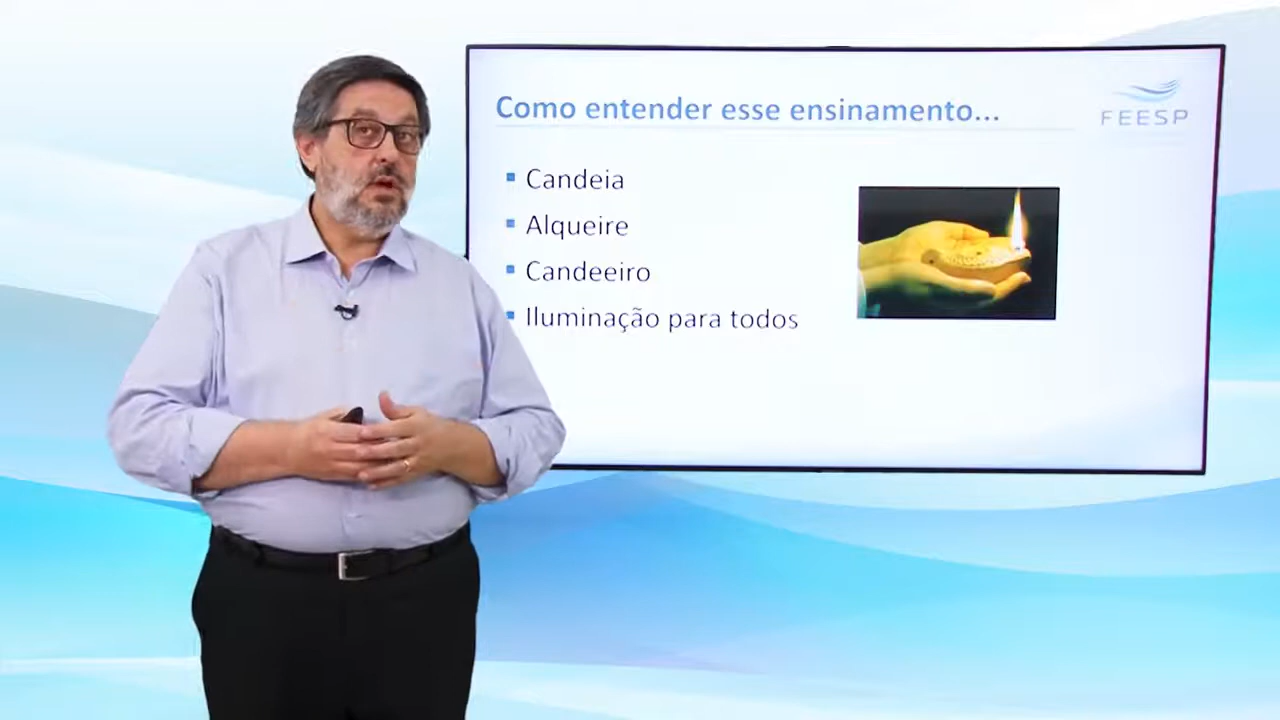 Como entender esse ensinamento...
FEESP
Candeia
Alqueire
Candeeiro
Iluminação para todos